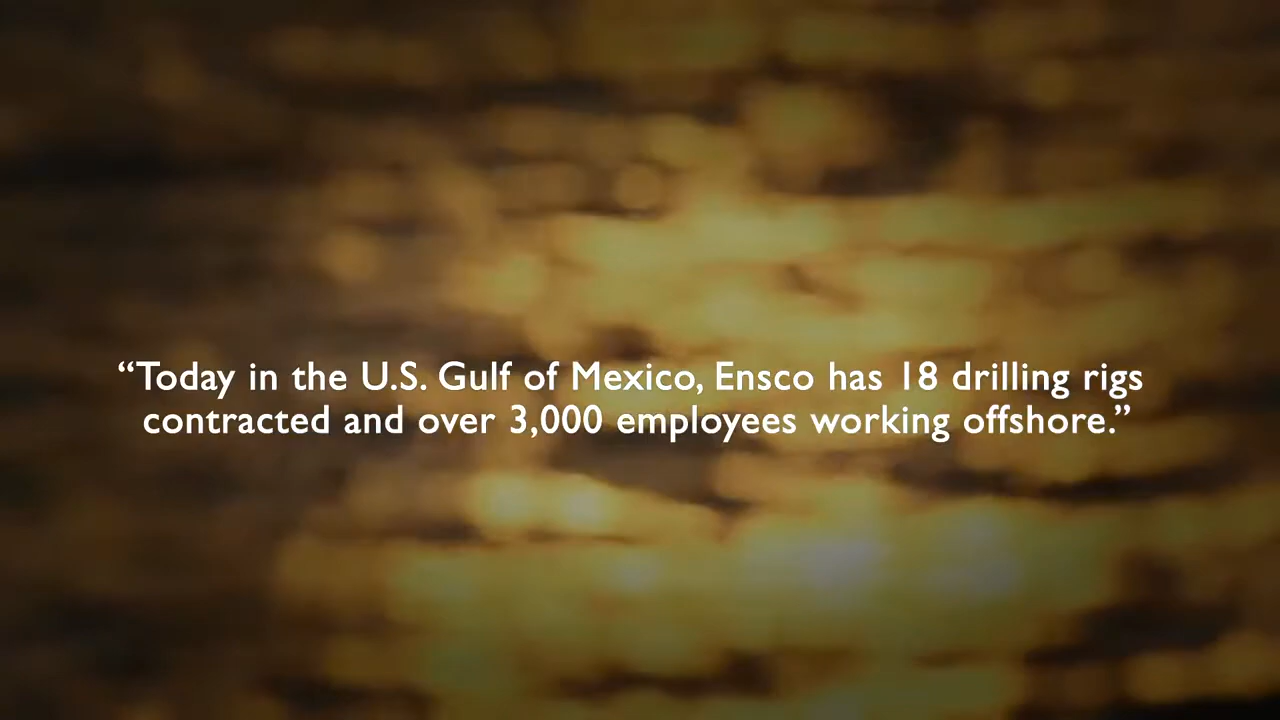 “Today in the U.S. Gulf of Mexico, Ensco has 18 drilling rigs
contracted and over 3,000 employees working offshore.”